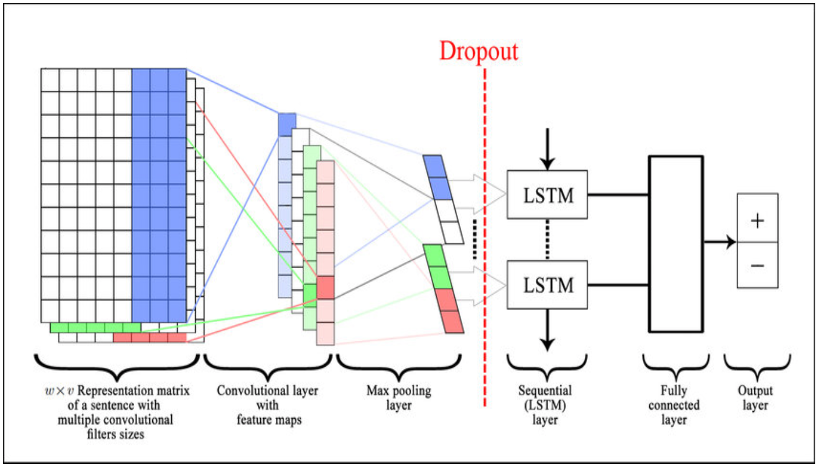 Dropout
LSTM
LSTM
+
−
w×v Representation matrix
of a sentence with
multiple convolutional
filters sizes
Convolutional layer
with
feature maps
Max pooling
layer
Sequential
(LSTM)
layer
Fully
connected
layer
Output
layer